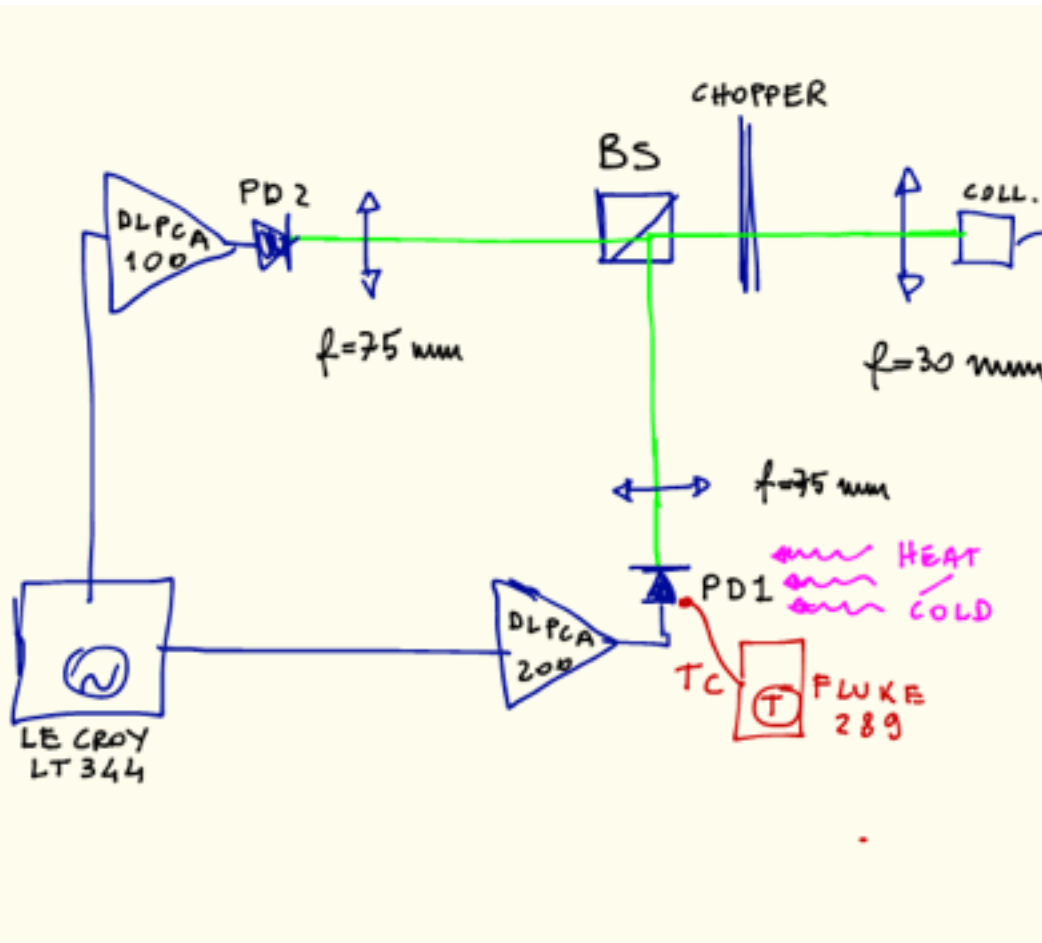 CHOPPER
BS
COLL.
PD2
DLPCA
100
f=75 mm
f=30 mm
f=75 mm
HEAT
/
COLD
PD1
DLPCA
200
TC
T
FLUKE
289
LE CROY
LT344